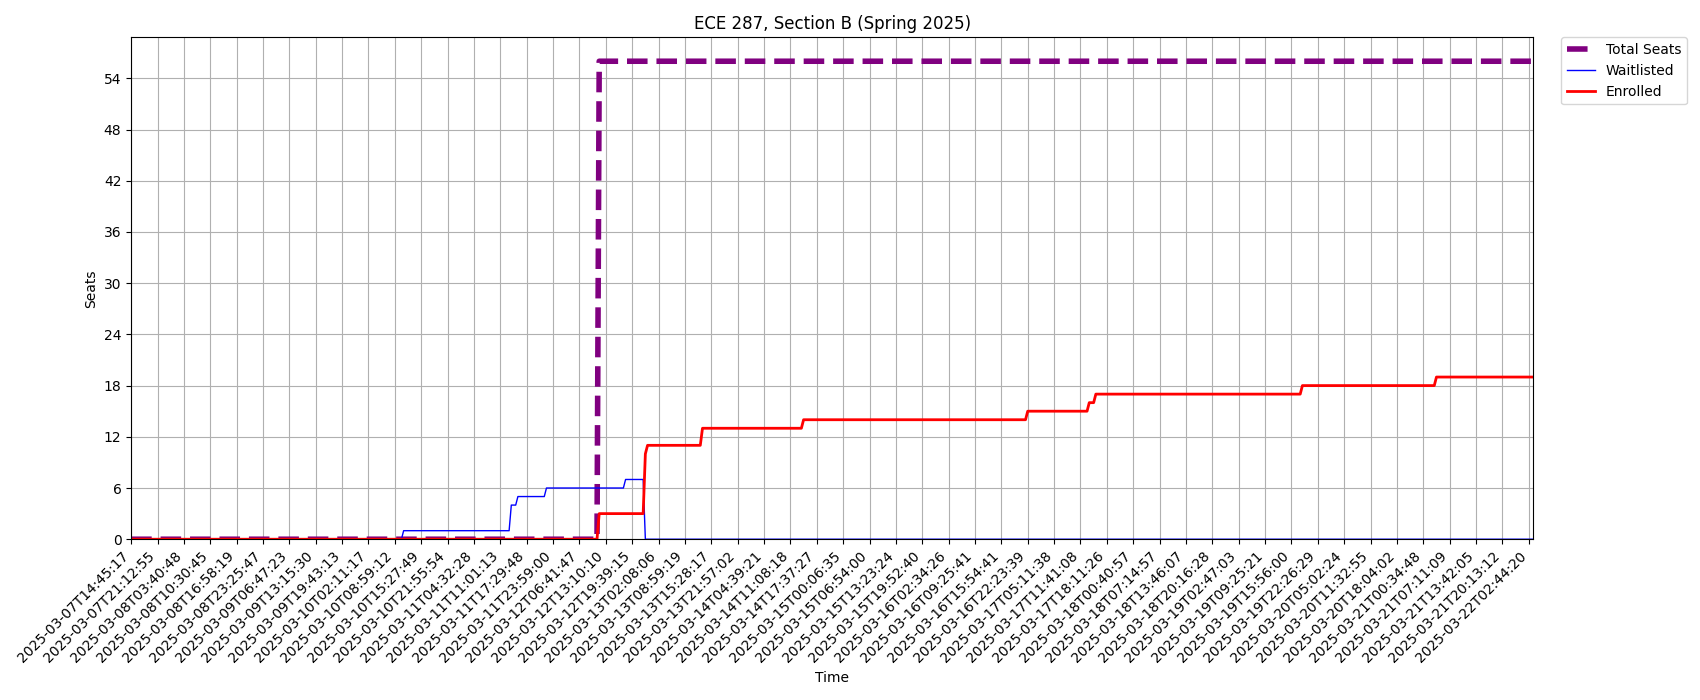 ECE 287, Section B (Spring 2025)
Total Seats
Waitlisted
Enrolled
Seats
54
48
42
36
30
24
18
12
6
0
2025-03-07T14:45:17
2025-03-07T21:12:55
2025-03-08T03:40:48
2025-03-08T10:30:45
2025-03-08T16:58:19
2025-03-08T23:25:47
2025-03-09T06:47:23
2025-03-09T13:15:30
2025-03-09T19:43:13
2025-03-10T02:11:17
2025-03-10T08:59:12
2025-03-10T15:27:49
2025-03-10T21:55:54
2025-03-11T04:32:28
2025-03-11T11:01:13
2025-03-11T17:29:48
2025-03-11T23:59:00
2025-03-12T06:41:47
2025-03-12T13:10:10
2025-03-12T19:39:15
2025-03-13T02:08:06
2025-03-13T08:59:19
2025-03-13T15:28:17
2025-03-13T21:57:02
2025-03-14T04:39:21
2025-03-14T11:08:18
2025-03-14T17:37:27
2025-03-15T00:06:35
2025-03-15T06:54:00
2025-03-15T13:23:24
2025-03-15T19:52:40
2025-03-16T02:34:26
2025-03-16T09:25:41
2025-03-16T15:54:41
2025-03-16T22:23:39
2025-03-17T05:11:38
2025-03-17T11:41:08
2025-03-17T18:11:26
2025-03-18T00:40:57
2025-03-18T07:14:57
2025-03-18T13:46:07
2025-03-18T20:16:28
2025-03-19T02:47:03
2025-03-19T09:25:21
2025-03-19T15:56:00
2025-03-19T22:26:29
2025-03-20T05:02:24
2025-03-20T11:32:55
2025-03-20T18:04:02
2025-03-21T00:34:48
2025-03-21T07:11:09
2025-03-21T13:42:05
2025-03-21T20:13:12
2025-03-22T02:44:20
Time